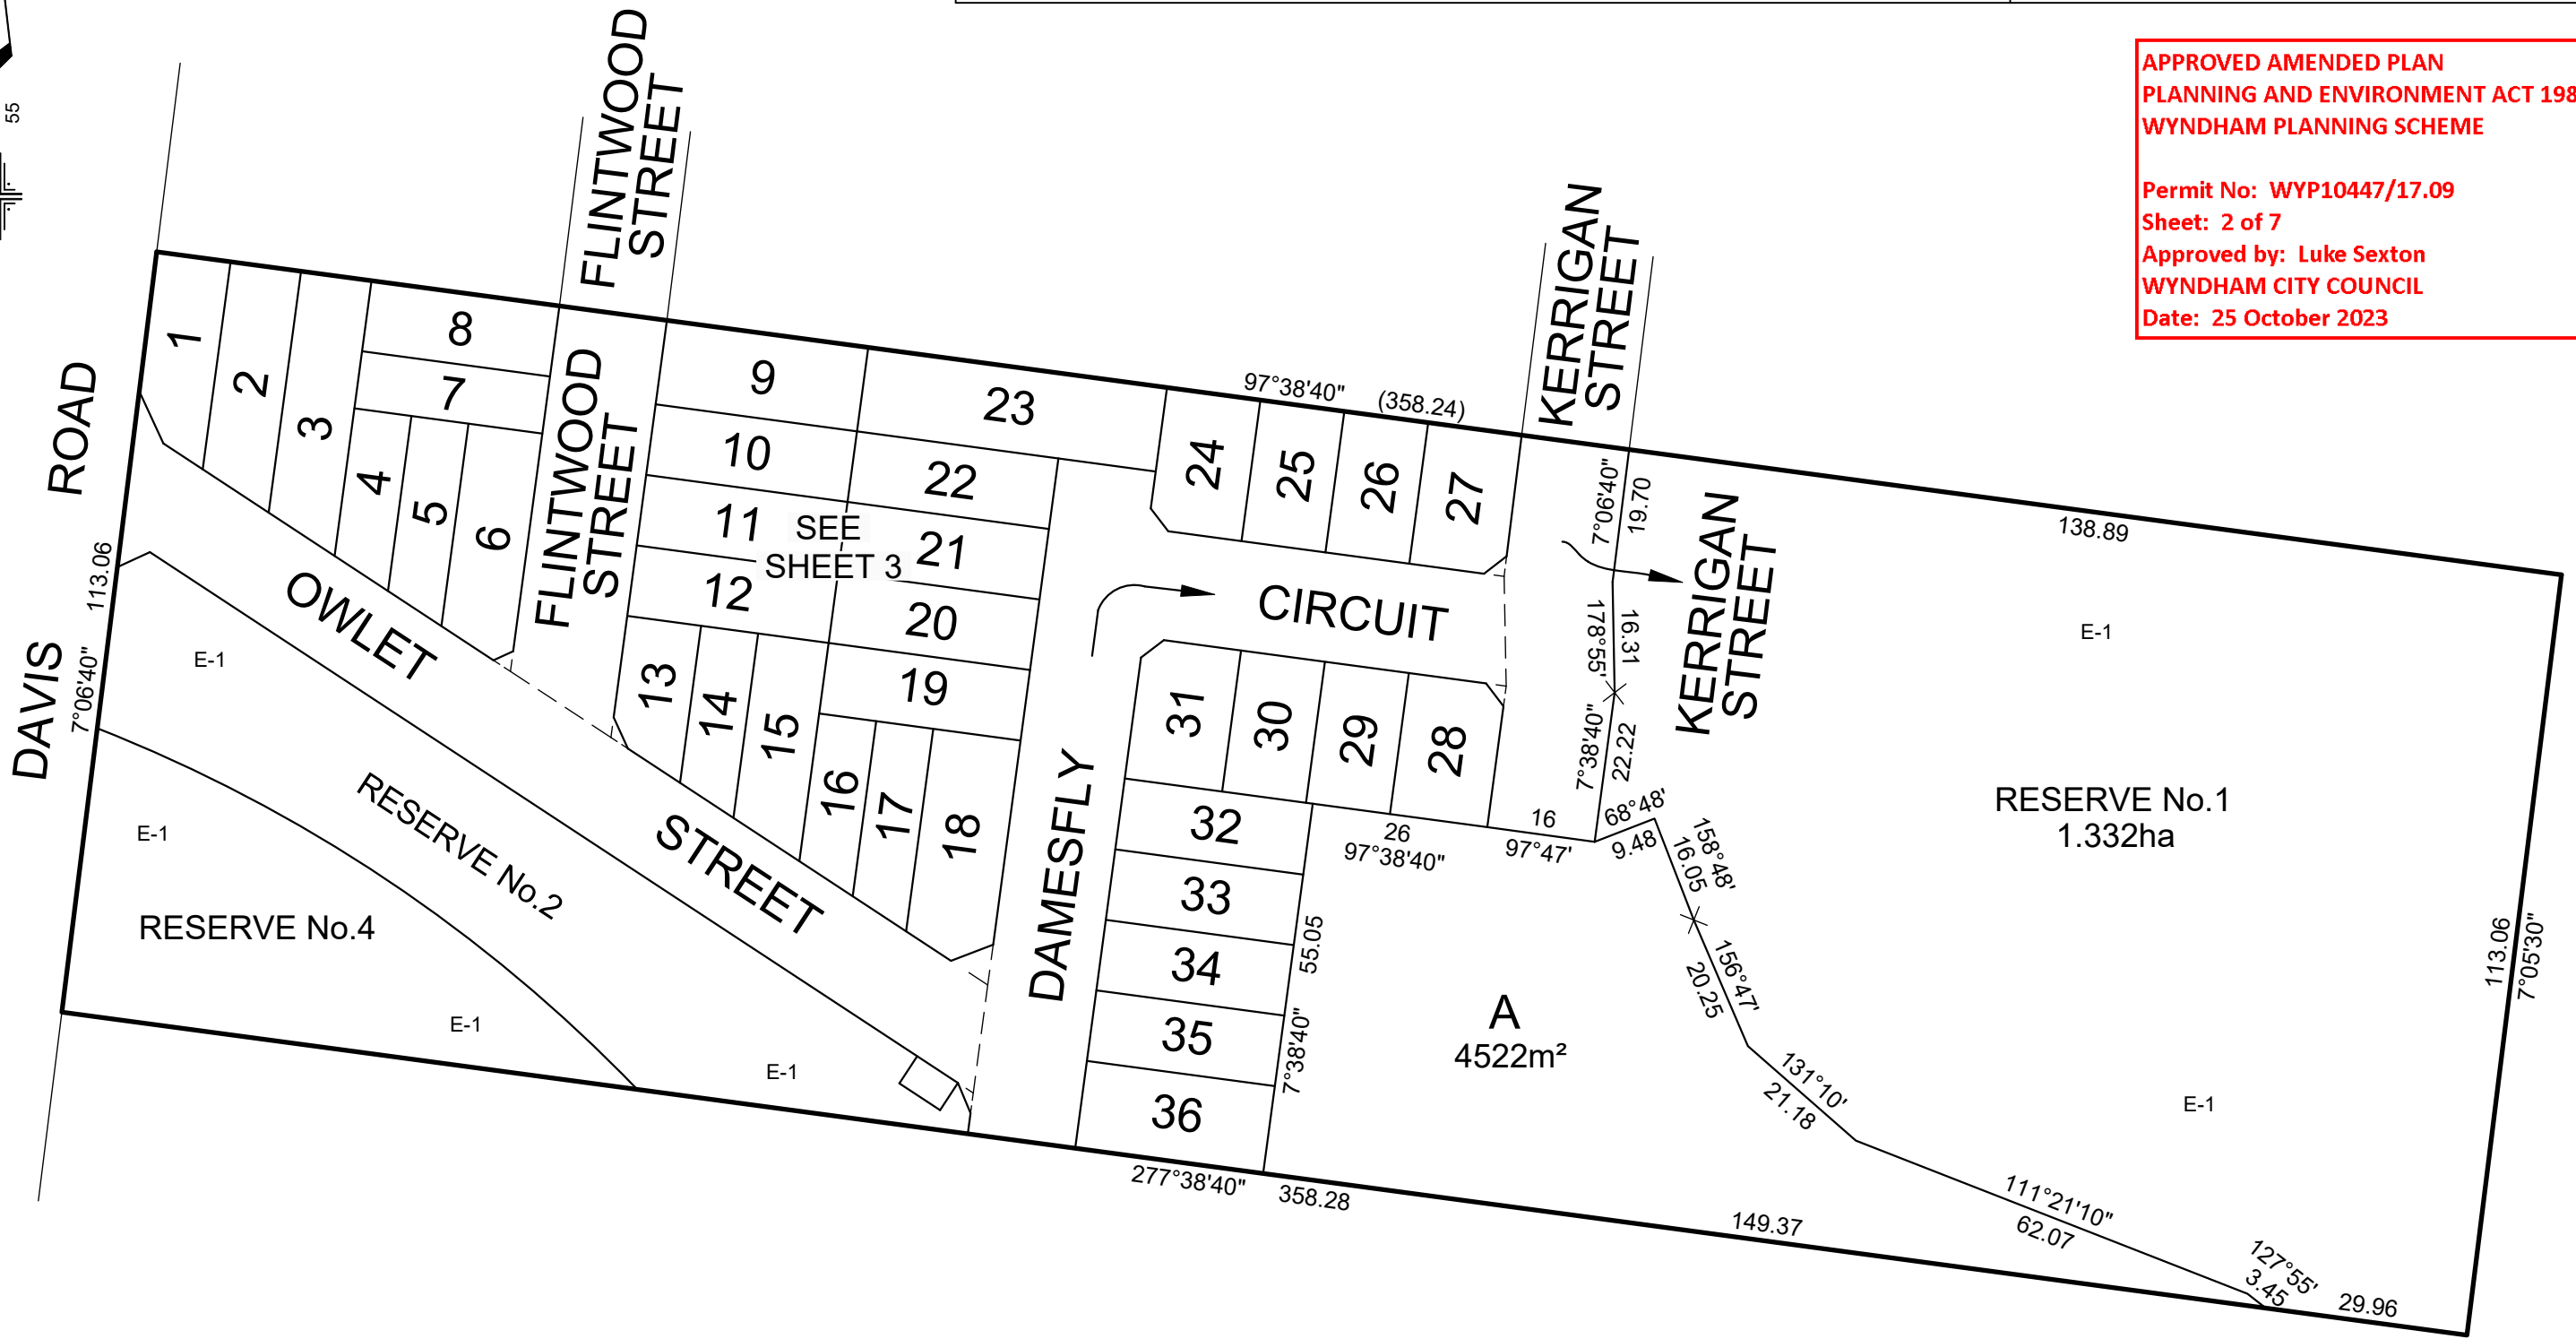 APPROVED AMENDED PLAN
PLANNING AND ENVIRONMENT ACT 198
WYNDHAM PLANNING SCHEME
Permit No: WYP10447/17.09
Sheet: 2 of 7
Approved by: Luke Sexton
WYNDHAM CITY COUNCIL
Date: 25 October 2023
55
FLINTWOOD
STREET
KERRIGAN
STREET
DAVIS ROAD
113.06
7°06'40"
1
2
3
4
5
6
7
8
FLINTWOOD
STREET
9
10
11
12
SEE
SHEET 3
13
14
15
16
17
18
19
20
21
22
23
24
25
26
27
97°38'40" (358.24)
7°06'40"
19.70
138.89
KERRIGAN
STREET
178°55'
16.31
7°38'40"
22.22
OWLET STREET
DAMESFLY CIRCUIT
31
30
29
28
32
33
34
35
36
26
97°38'40"
16
97°47'
68°48'
9.48
158°48'
16.05
156°47'
20.25
131°10'
21.18
111°21'10"
62.07
127°55'
3.45
29.96
55.05
7°38'40"
A
4522m²
E-1
RESERVE No.1
1.332ha
E-1
113.06
7°05'30"
E-1
RESERVE No.2
E-1
RESERVE No.4
E-1
E-1
277°38'40" 358.28
149.37